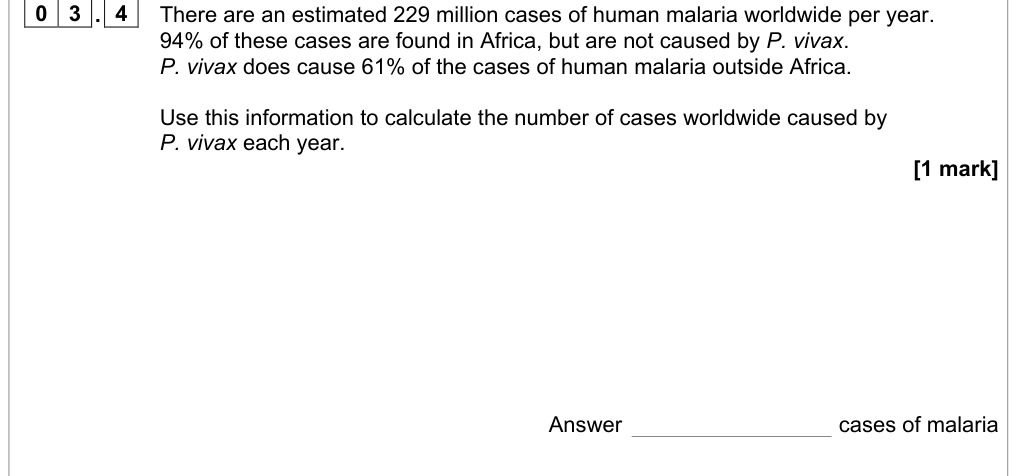 0 3 . 4 There are an estimated 229 million cases of human malaria worldwide per year.
94% of these cases are found in Africa, but are not caused by P. vivax.
P. vivax does cause 61% of the cases of human malaria outside Africa.
Use this information to calculate the number of cases worldwide caused by
P. vivax each year.
[1 mark]
Answer cases of malaria